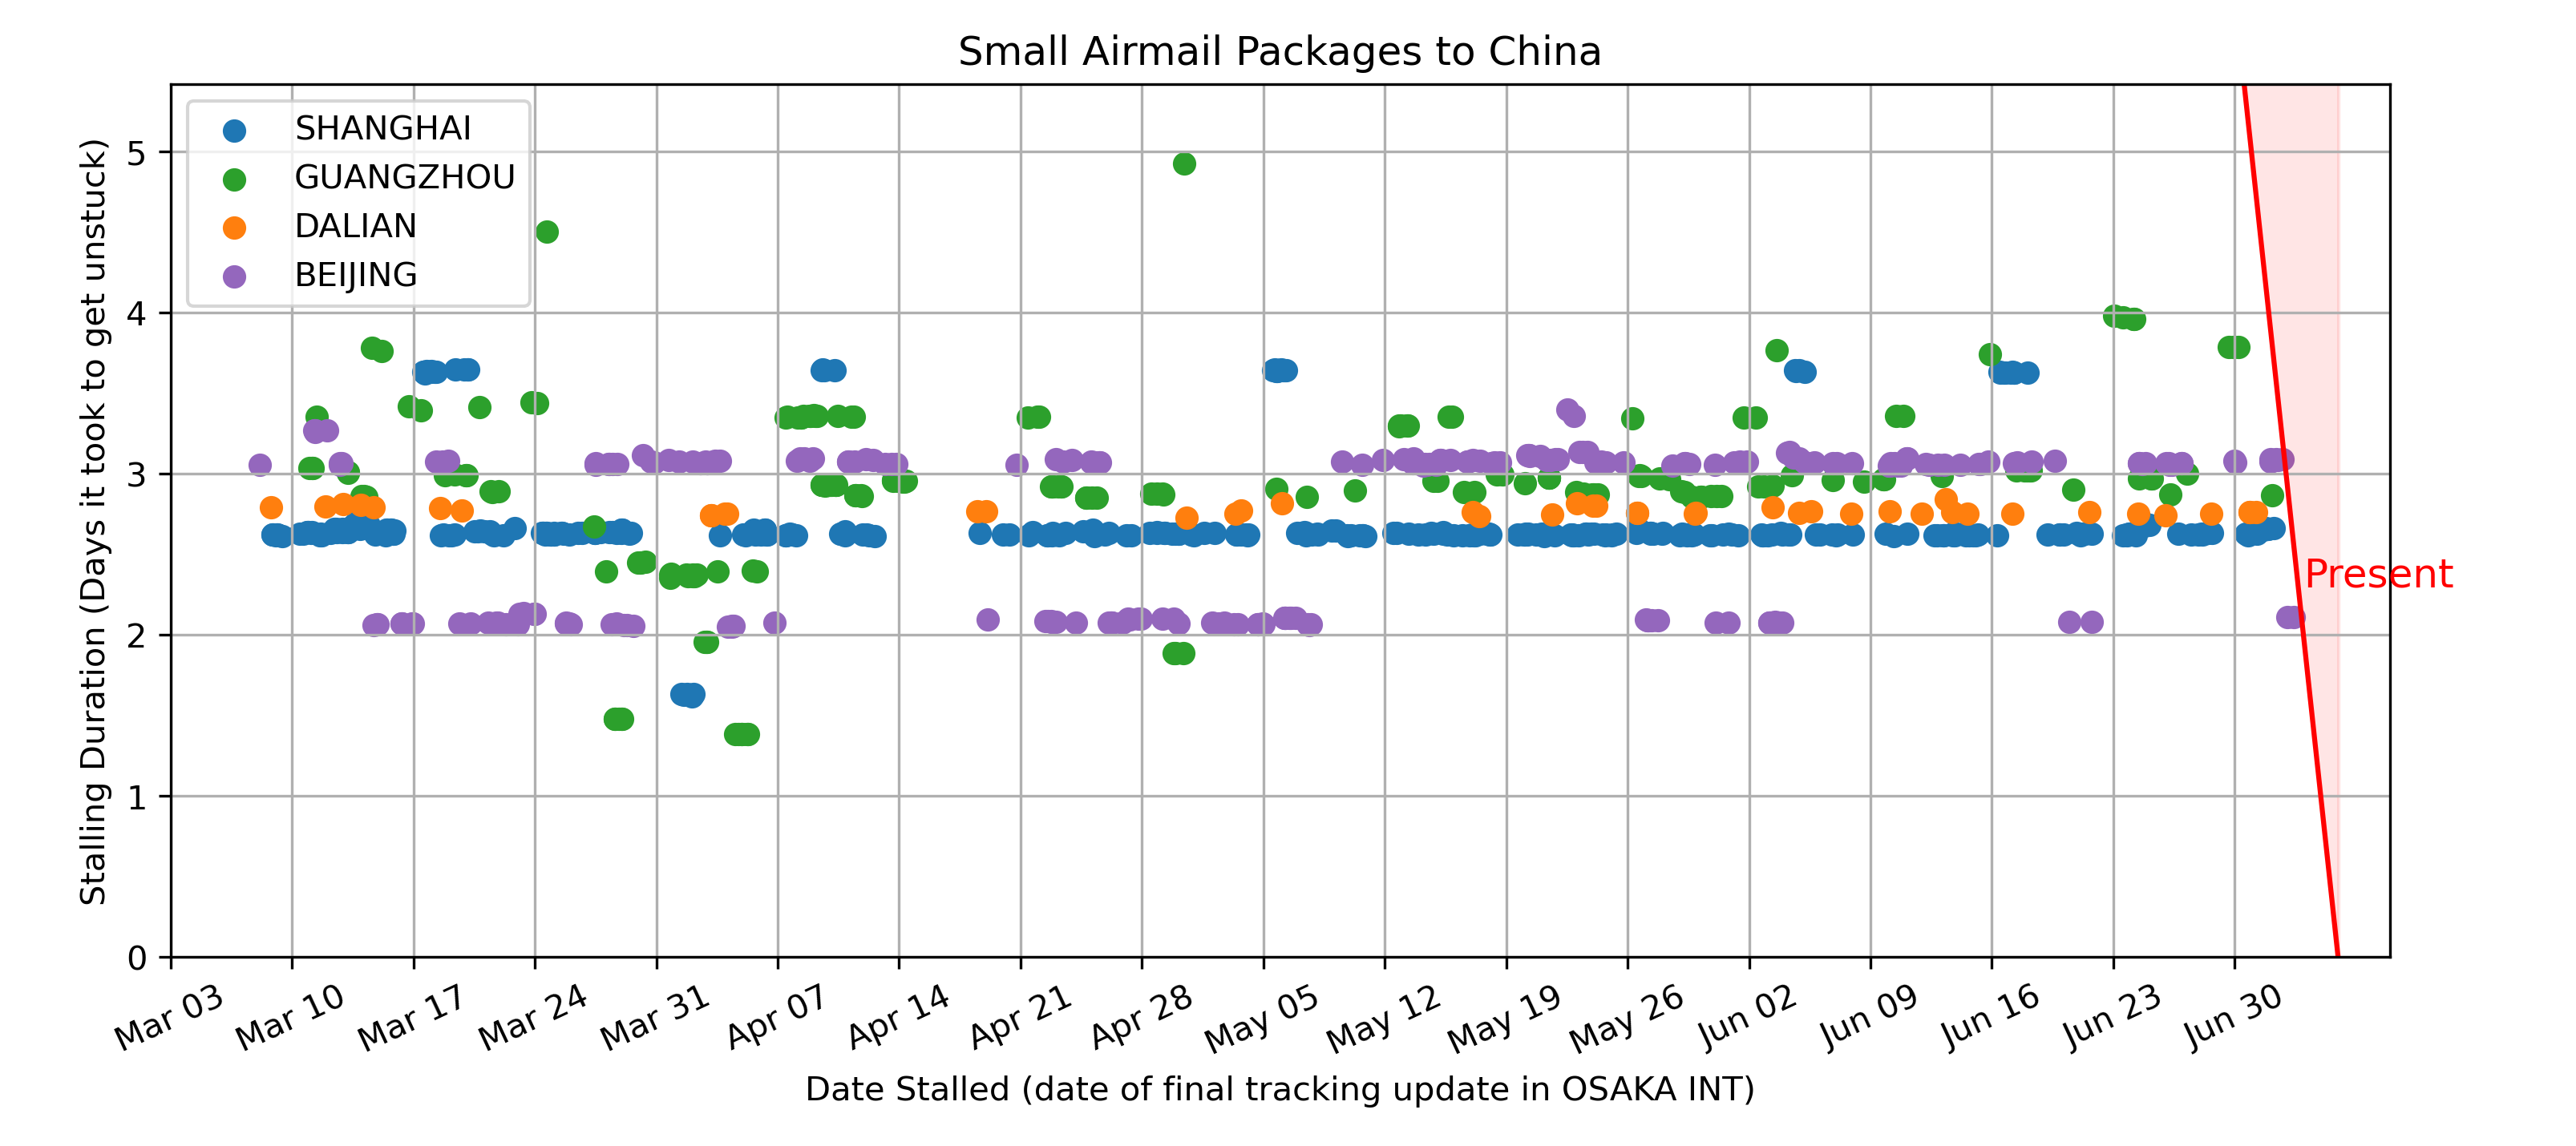 Small Airmail Packages to China
SHANGHAI
GUANGZHOU
DALIAN
BEIJING
Stalling Duration (Days it took to get unstuck)
5
4
3
2
1
0
Present
Mar 03
Mar 10
Mar 17
Mar 24
Mar 31
Apr 07
Apr 14
Apr 21
Apr 28
May 05
May 12
May 19
May 26
Jun 02
Jun 09
Jun 16
Jun 23
Jun 30
Date Stalled (date of final tracking update in OSAKA INT)